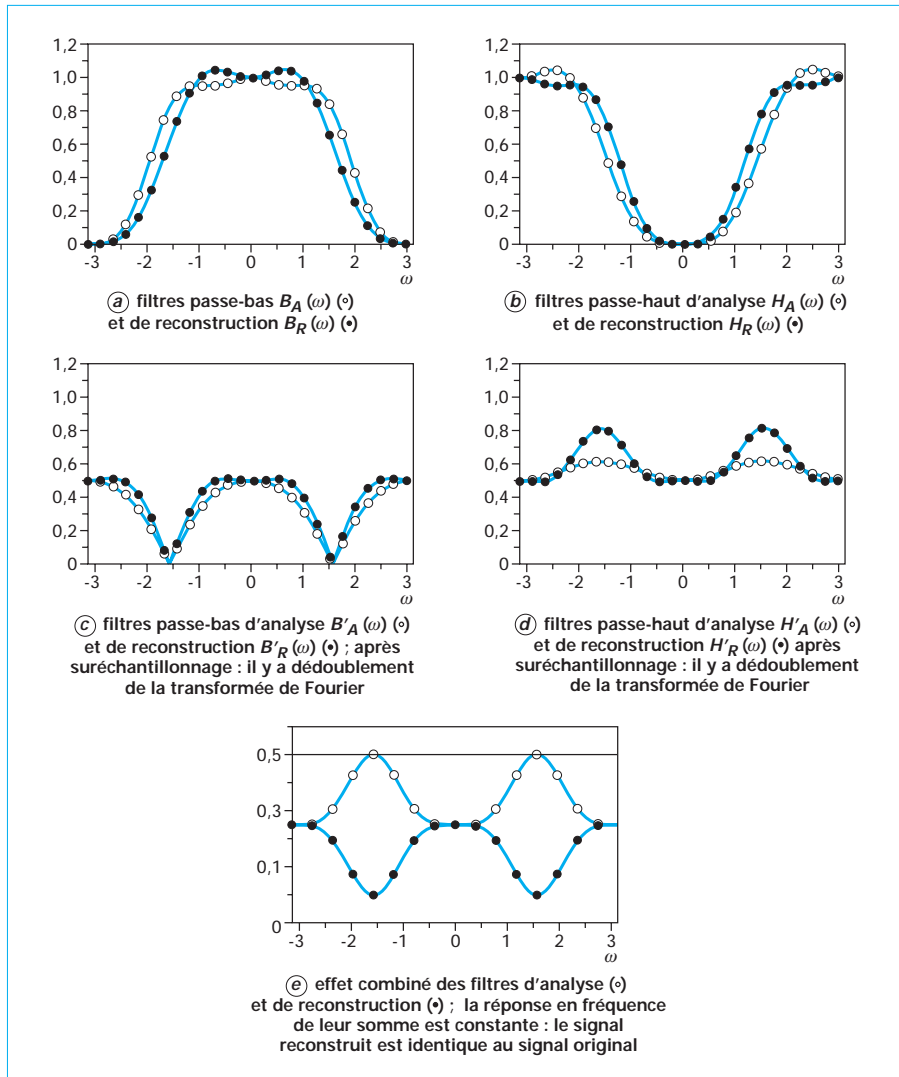 1,2
1,0
0,8
0,6
0,4
0,2
0
-3 -2 -1 0 1 2 3
ω
ⓐ filtres passe-bas B_A (ω) (○)
et de reconstruction B_R (ω) (•)
1,2
1,0
0,8
0,6
0,4
0,2
0
-3 -2 -1 0 1 2 3
ω
ⓑ filtres passe-haut d'analyse H_A (ω) (○)
et de reconstruction H_R (ω) (•)
1,2
1,0
0,8
0,6
0,4
0,2
0
-3 -2 -1 0 1 2 3
ω
ⓒ filtres passe-bas d'analyse B'_A (ω) (○)
et de reconstruction B'_R (ω) (•) ; après
suréchantillonnage : il y a dédoublement
de la transformée de Fourier
1,2
1,0
0,8
0,6
0,4
0,2
0
-3 -2 -1 0 1 2 3
ω
ⓓ filtres passe-haut d'analyse H'_A (ω) (○)
et de reconstruction H'_R (ω) (•) après
suréchantillonnage : il y a dédoublement
de la transformée de Fourier
0,5
0,3
0,1
0
-3 -2 -1 0 1 2 3
ω
ⓔ effet combiné des filtres d'analyse (○)
et de reconstruction (•) ; la réponse en fréquence
de leur somme est constante : le signal
reconstruit est identique au signal original